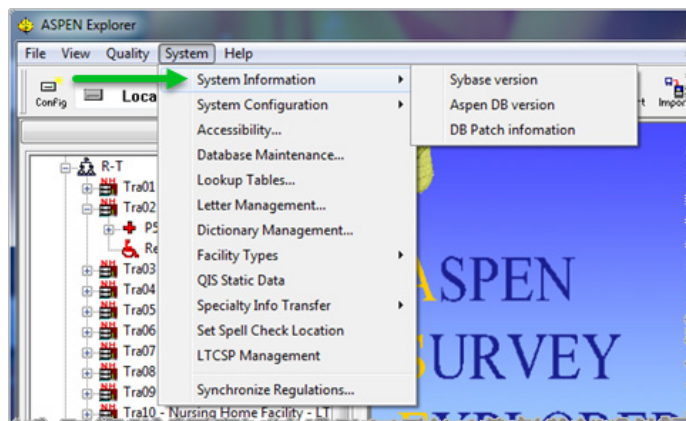 ASPEN Explorer
File View Quality System Help
Config
Loca
System Information
System Configuration
Accessibility...
Database Maintenance...
Lookup Tables...
Letter Management...
Dictionary Management...
Facility Types
QIS Static Data
Specialty Info Transfer
Set Spell Check Location
LTCSP Management
Synchronize Regulations...
Sybase version
Aspen DB version
DB Patch infomation
R-T
Tra01
Tra02
P5
Re
Tra03
Tra04
Tra05
Tra06
Tra07
Tra08
Tra09
Tra10 - Nursing Home Facility - LT
ASPEN
SURVEY
EXPLORER